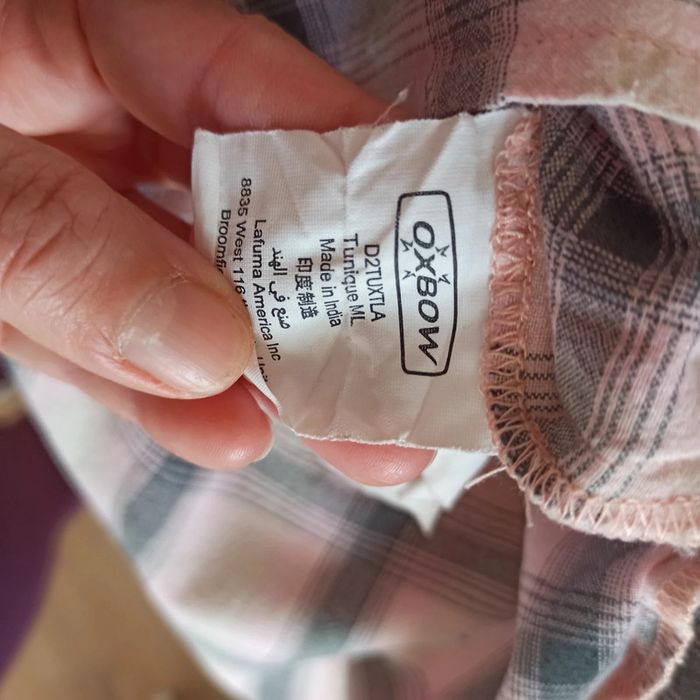 OXBOW
D2TUXTLA
Tunique ML
Made in India
印度制造
صنع في الهند
Lafuma America Inc
8835 West 116